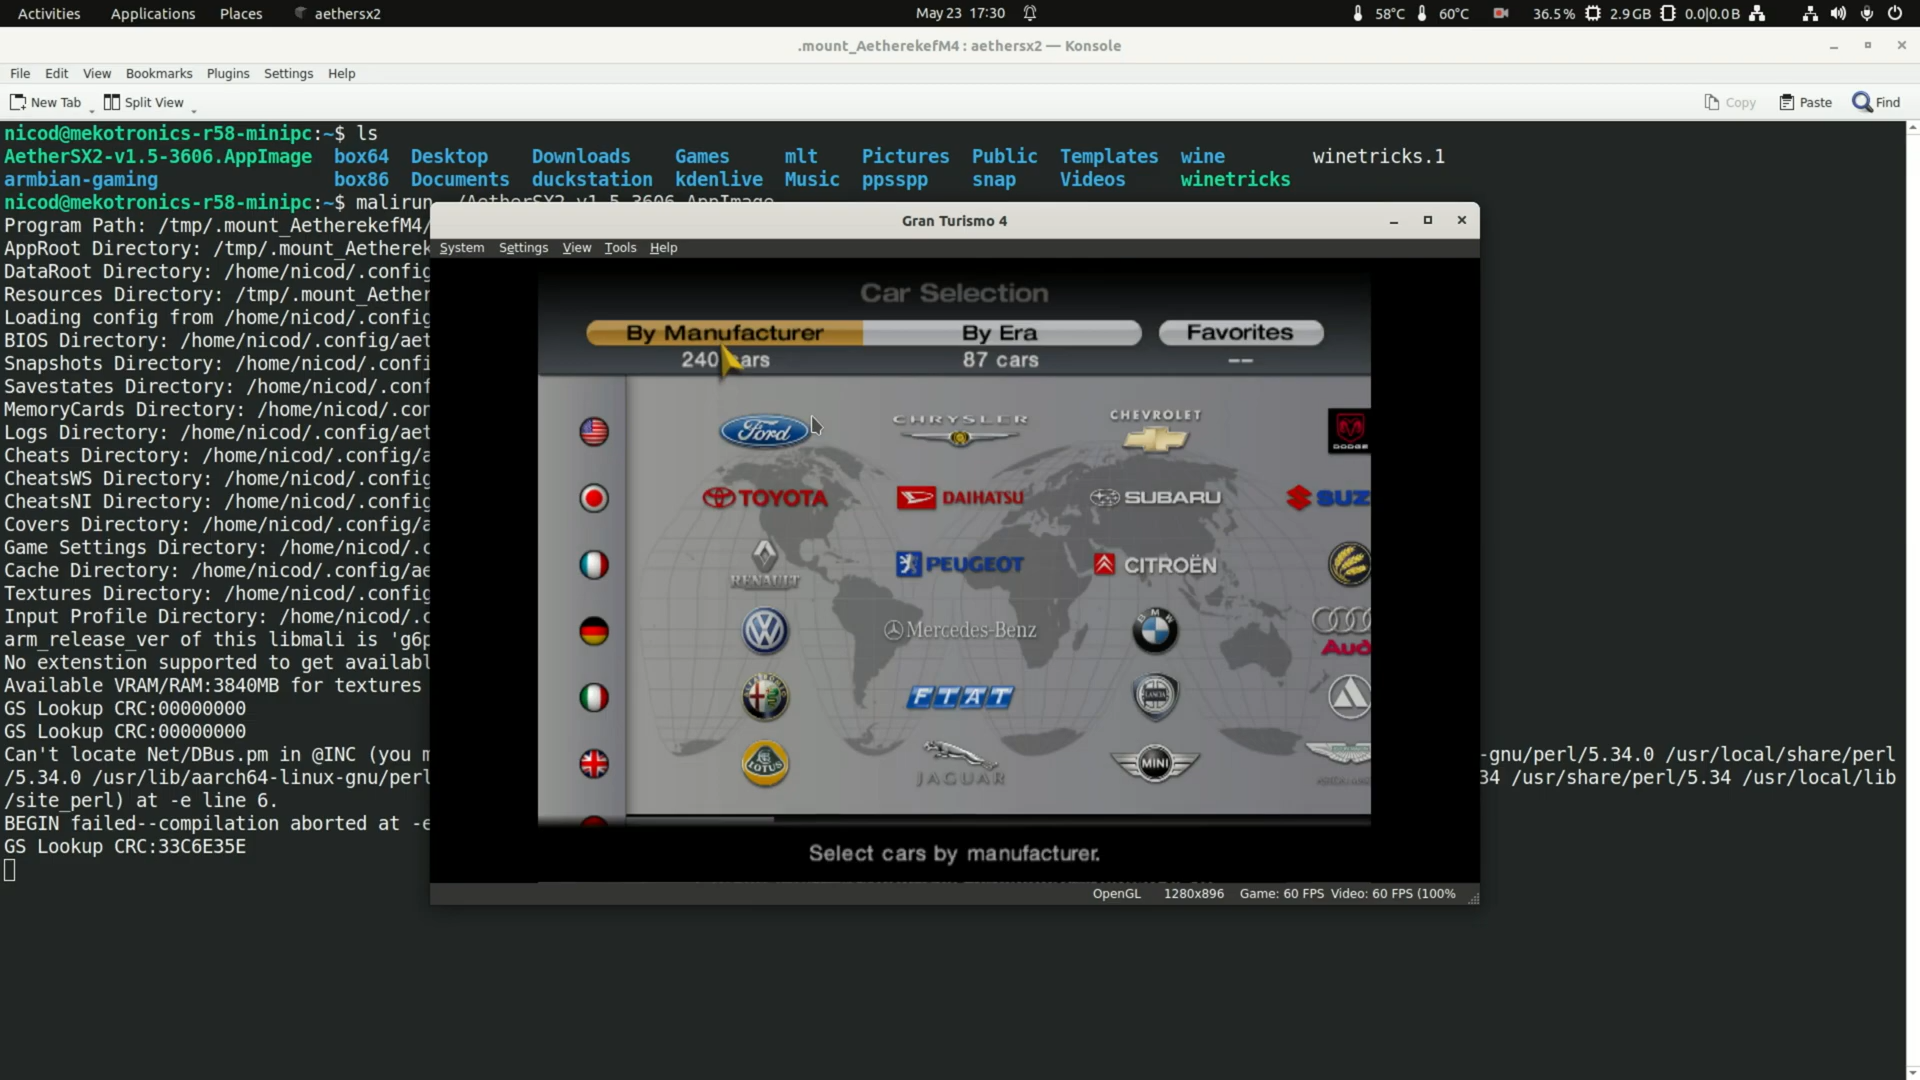 Activities Applications Places aethersx2 May 23 17:30 58°C 60°C 36.5% 2.9GB 0.0|0.0B
.mount_AetherekefM4 : aethersx2 — Konsole
File Edit View Bookmarks Plugins Settings Help
New Tab Split View Copy Paste Find
nicod@mekotronics-r58-minipc:~$ ls
AetherSX2-v1.5-3606.AppImage box64 Desktop Downloads Games mlt Pictures Public Templates wine winetricks.1
armbian-gaming box86 Documents duckstation kdenlive Music ppsspp snap Videos winetricks
nicod@mekotronics-r58-minipc:~$ malirun ./AetherSX2-v1.5-3606.AppImage
Program Path: /tmp/.mount_AetherekefM4/
AppRoot Directory: /tmp/.mount_Aetherek
DataRoot Directory: /home/nicod/.config
Resources Directory: /tmp/.mount_Aether
Loading config from /home/nicod/.config
BIOS Directory: /home/nicod/.config/aet
Snapshots Directory: /home/nicod/.confi
Savestates Directory: /home/nicod/.conf
MemoryCards Directory: /home/nicod/.con
Logs Directory: /home/nicod/.config/aet
Cheats Directory: /home/nicod/.config/a
CheatsWS Directory: /home/nicod/.config
CheatsNI Directory: /home/nicod/.config
Covers Directory: /home/nicod/.config/a
Game Settings Directory: /home/nicod/.c
Cache Directory: /home/nicod/.config/ae
Textures Directory: /home/nicod/.config
Input Profile Directory: /home/nicod/.c
arm_release_ver of this libmali is 'g6p
No extenstion supported to get availabl
Available VRAM/RAM:3840MB for textures
GS Lookup CRC:00000000
GS Lookup CRC:00000000
Can't locate Net/DBus.pm in @INC (you m -gnu/perl/5.34.0 /usr/local/share/perl
/5.34.0 /usr/lib/aarch64-linux-gnu/perl 34 /usr/share/perl/5.34 /usr/local/lib
/site_perl) at -e line 6.
BEGIN failed--compilation aborted at -e
GS Lookup CRC:33C6E35E
Gran Turismo 4
System Settings View Tools Help
Car Selection
By Manufacturer By Era Favorites
240 cars 87 cars --
Ford CHRYSLER CHEVROLET DODGE
TOYOTA DAIHATSU SUBARU SUZ
RENAULT PEUGEOT CITROËN
Mercedes-Benz BMW Aud
FIAT LANCIA
LOTUS JAGUAR MINI
Select cars by manufacturer.
OpenGL 1280x896 Game: 60 FPS Video: 60 FPS (100%